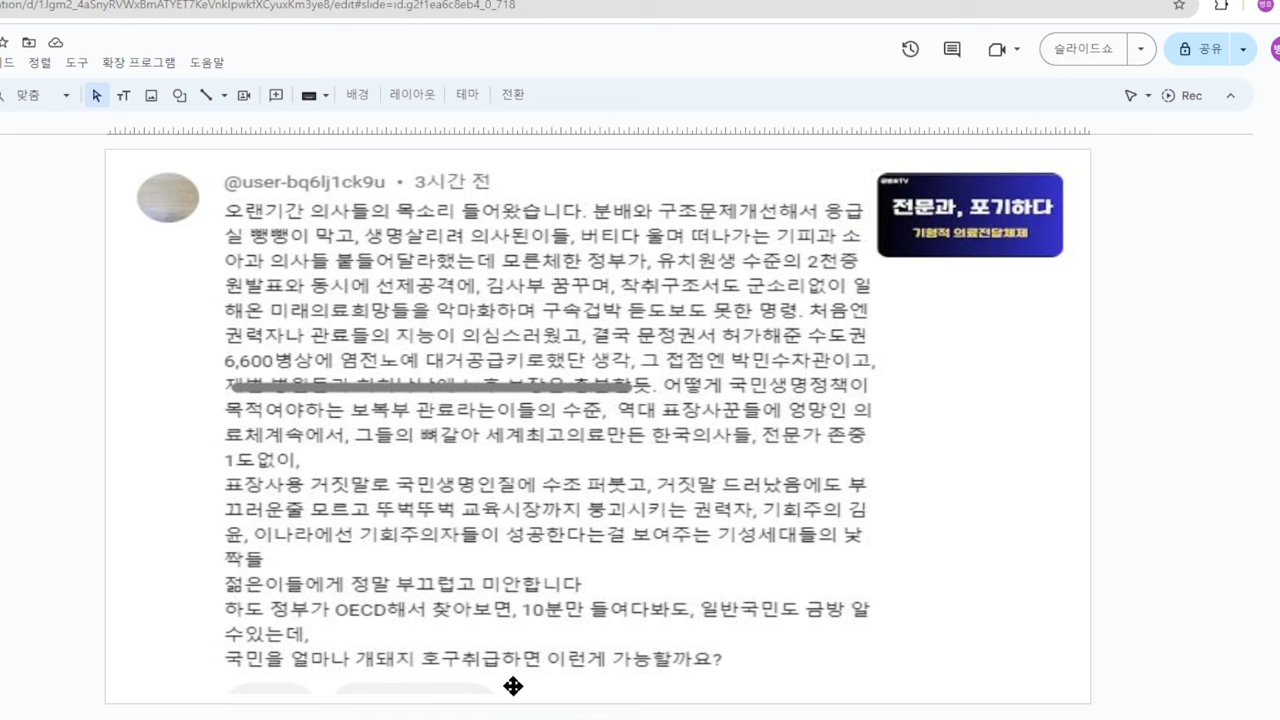 ntation/d/1Jgm2_4aSnyRVWxBmATYET7KeVnkIpwkfXCyuxKm3ye8/edit#slide=id.g2f1ea6c8eb4_0_718
슬라이드쇼
공유
드 정렬 도구 확장 프로그램 도움말
맞춤
배경 레이아웃 테마 전환
Rec
@user-bq6lj1ck9u • 3시간 전
오랜기간 의사들의 목소리 들어왔습니다. 분배와 구조문제개선해서 응급
실 뺑뺑이 막고, 생명살리려 의사된이들, 버티다 울며 떠나가는 기피과 소
아과 의사들 붙들어달라했는데 모른체한 정부가, 유치원생 수준의 2천증
원발표와 동시에 선제공격에, 김사부 꿈꾸며, 착취구조서도 군소리없이 일
해온 미래의료희망들을 악마화하며 구속겁박 듣도보도 못한 명령. 처음엔
권력자나 관료들의 지능이 의심스러웠고, 결국 문정권서 허가해준 수도권
6,600병상에 염전노예 대거공급키로했단 생각, 그 접점엔 박민수차관이고,
듯. 어떻게 국민생명정책이
목적여야하는 보복부 관료라는이들의 수준, 역대 표장사꾼들에 엉망인 의
료체계속에서, 그들의 뼈갈아 세계최고의료만든 한국의사들, 전문가 존중
1도없이,
표장사용 거짓말로 국민생명인질에 수조 퍼붓고, 거짓말 드러났음에도 부
끄러운줄 모르고 뚜벅뚜벅 교육시장까지 붕괴시키는 권력자, 기회주의 김
윤, 이나라에선 기회주의자들이 성공한다는걸 보여주는 기성세대들의 낯
짝들
젊은이들에게 정말 부끄럽고 미안합니다
하도 정부가 OECD해서 찾아보면, 10분만 들여다봐도, 일반국민도 금방 알
수있는데,
국민을 얼마나 개돼지 호구취급하면 이런게 가능할까요?
전문과, 포기하다
기형적 의료전달체제